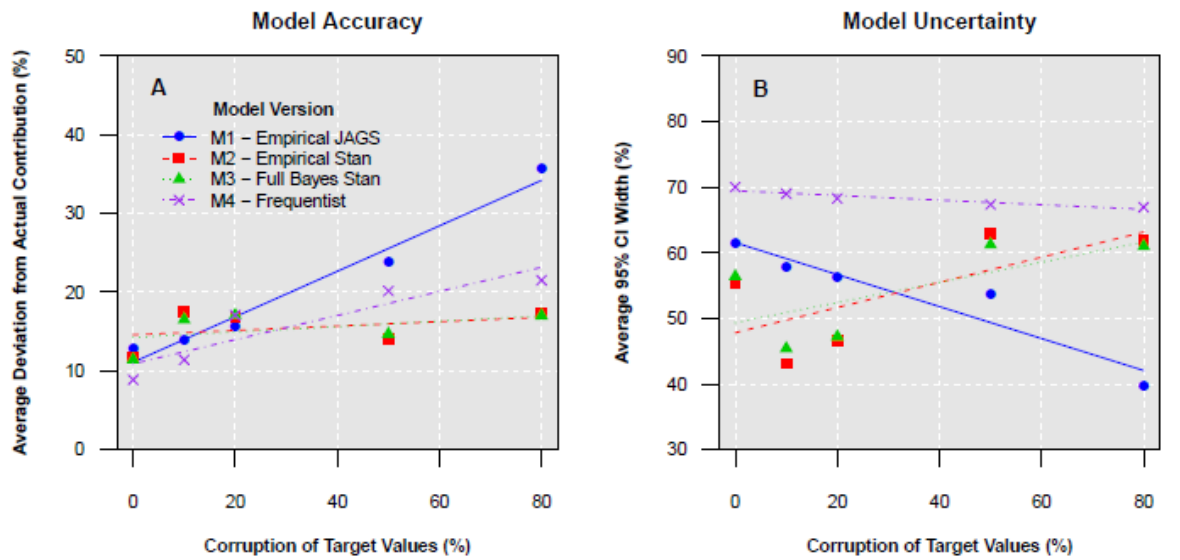 Model Accuracy
Average Deviation from Actual Contribution (%)
50
40
30
20
10
0
A
Model Version
M1 – Empirical JAGS
M2 – Empirical Stan
M3 – Full Bayes Stan
M4 – Frequentist
0 20 40 60 80
Corruption of Target Values (%)
Model Uncertainty
Average 95% CI Width (%)
90
80
70
60
50
40
30
B
0 20 40 60 80
Corruption of Target Values (%)